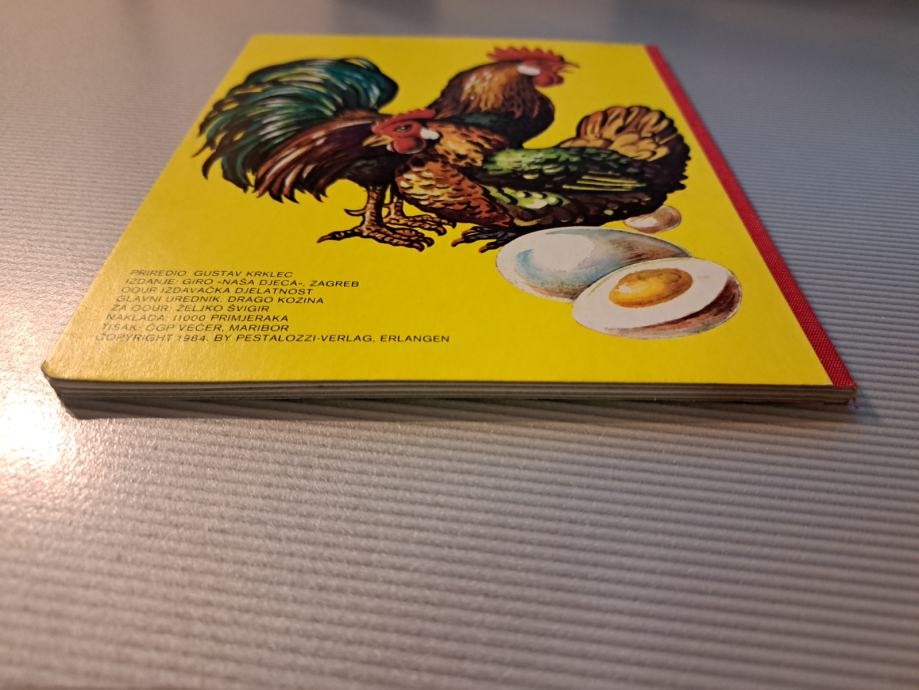 PRIREDIO: GUSTAV KRKLEC
IZDANJE: GIRO »NAŠA DJECA«, ZAGREB
OOUR IZDAVAČKA DJELATNOST
GLAVNI UREDNIK: DRAGO KOZINA
ZA OOUR: ŽELJKO ŠVIGIR
NAKLADA: 11000 PRIMJERAKA
TISAK: ČGP VEČER, MARIBOR
COPYRIGHT 1984. BY PESTALOZZI-VERLAG, ERLANGEN